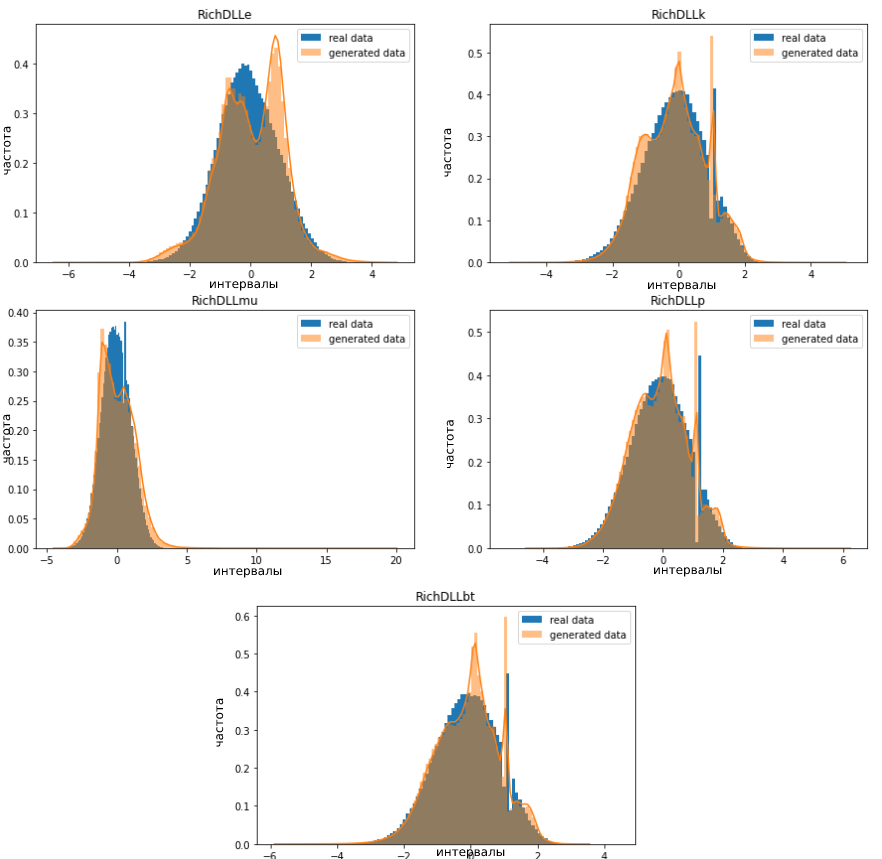 RichDLLe
real data
generated data
0.4
0.3
0.2
0.1
0.0
частота
−6 −4 −2 0 2 4
интервалы
RichDLLk
real data
generated data
0.5
0.4
0.3
0.2
0.1
0.0
частота
−4 −2 0 2 4
интервалы
RichDLLmu
real data
generated data
0.40
0.35
0.30
0.25
0.20
0.15
0.10
0.05
0.00
частота
−5 0 5 10 15 20
интервалы
RichDLLp
real data
generated data
0.5
0.4
0.3
0.2
0.1
0.0
частота
−4 −2 0 2 4 6
интервалы
RichDLLbt
real data
generated data
0.6
0.5
0.4
0.3
0.2
0.1
0.0
частота
−6 −4 −2 0 2 4
интервалы